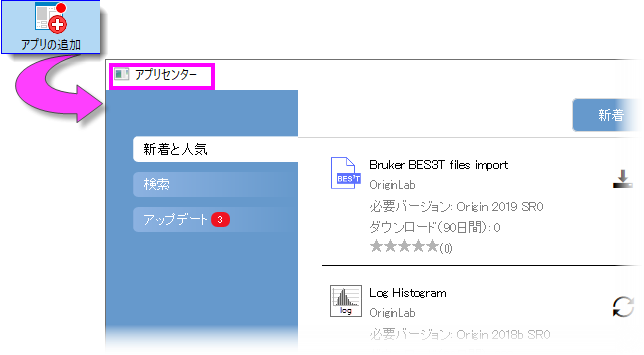 アプリの追加
アプリセンター
新着
新着と人気
検索
アップデート 3
BES3T
Bruker BES3T files import
OriginLab
必要バージョン: Origin 2019 SR0
ダウンロード(90日間): 0
★★★★★(0)
log
Log Histogram
OriginLab
必要バージョン: Origin 2018b SR0